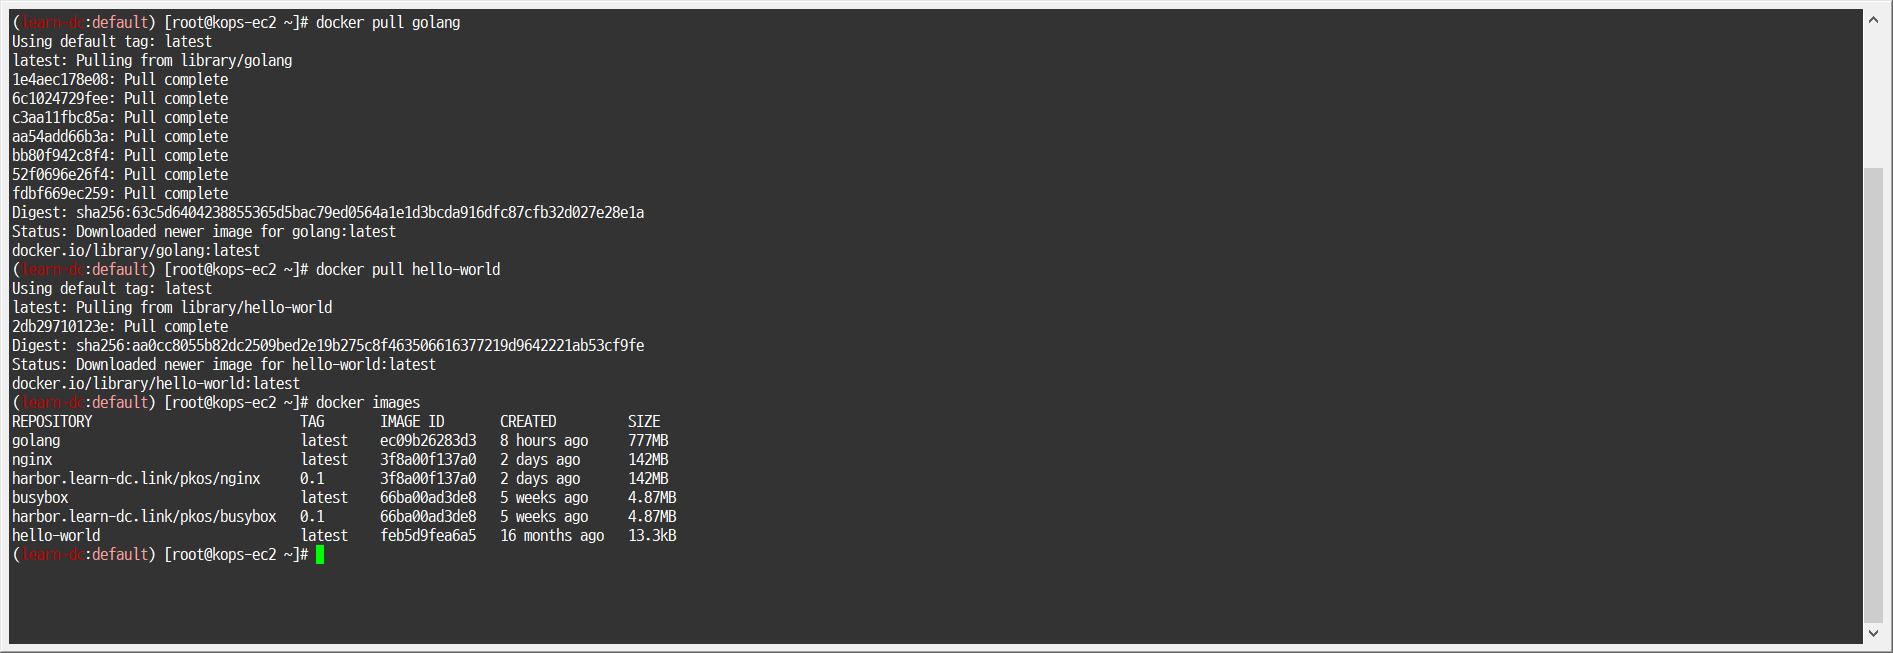 (learn-dc:default) [root@kops-ec2 ~]# docker pull golang
Using default tag: latest
latest: Pulling from library/golang
1e4aec178e08: Pull complete
6c1024729fee: Pull complete
c3aa11fbc85a: Pull complete
aa54add66b3a: Pull complete
bb80f942c8f4: Pull complete
52f0696e26f4: Pull complete
fdbf669ec259: Pull complete
Digest: sha256:63c5d6404238855365d5bac79ed0564a1e1d3bcda916dfc87cfb32d027e28e1a
Status: Downloaded newer image for golang:latest
docker.io/library/golang:latest
(learn-dc:default) [root@kops-ec2 ~]# docker pull hello-world
Using default tag: latest
latest: Pulling from library/hello-world
2db29710123e: Pull complete
Digest: sha256:aa0cc8055b82dc2509bed2e19b275c8f463506616377219d9642221ab53cf9fe
Status: Downloaded newer image for hello-world:latest
docker.io/library/hello-world:latest
(learn-dc:default) [root@kops-ec2 ~]# docker images
REPOSITORY                          TAG       IMAGE ID       CREATED         SIZE
golang                              latest    ec09b26283d3   8 hours ago     777MB
nginx                               latest    3f8a00f137a0   2 days ago      142MB
harbor.learn-dc.link/pkos/nginx     0.1       3f8a00f137a0   2 days ago      142MB
busybox                             latest    66ba00ad3de8   5 weeks ago     4.87MB
harbor.learn-dc.link/pkos/busybox   0.1       66ba00ad3de8   5 weeks ago     4.87MB
hello-world                         latest    feb5d9fea6a5   16 months ago   13.3kB
(learn-dc:default) [root@kops-ec2 ~]#